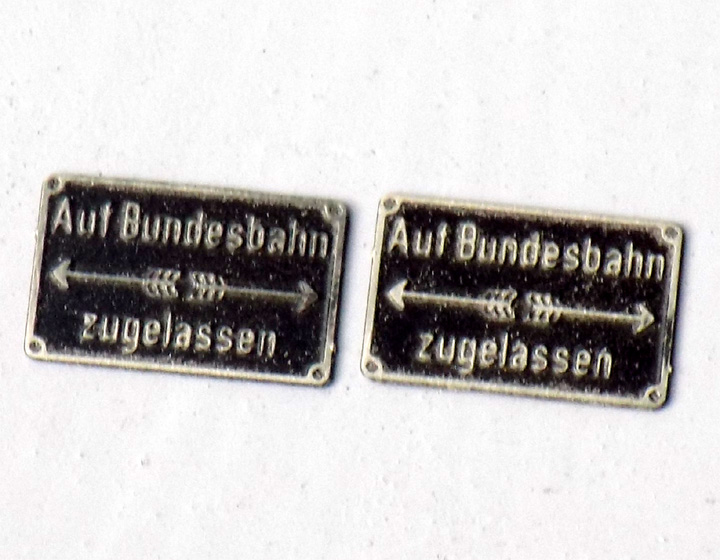 Auf Bundesbahn
zugelassen
Auf Bundesbahn
zugelassen